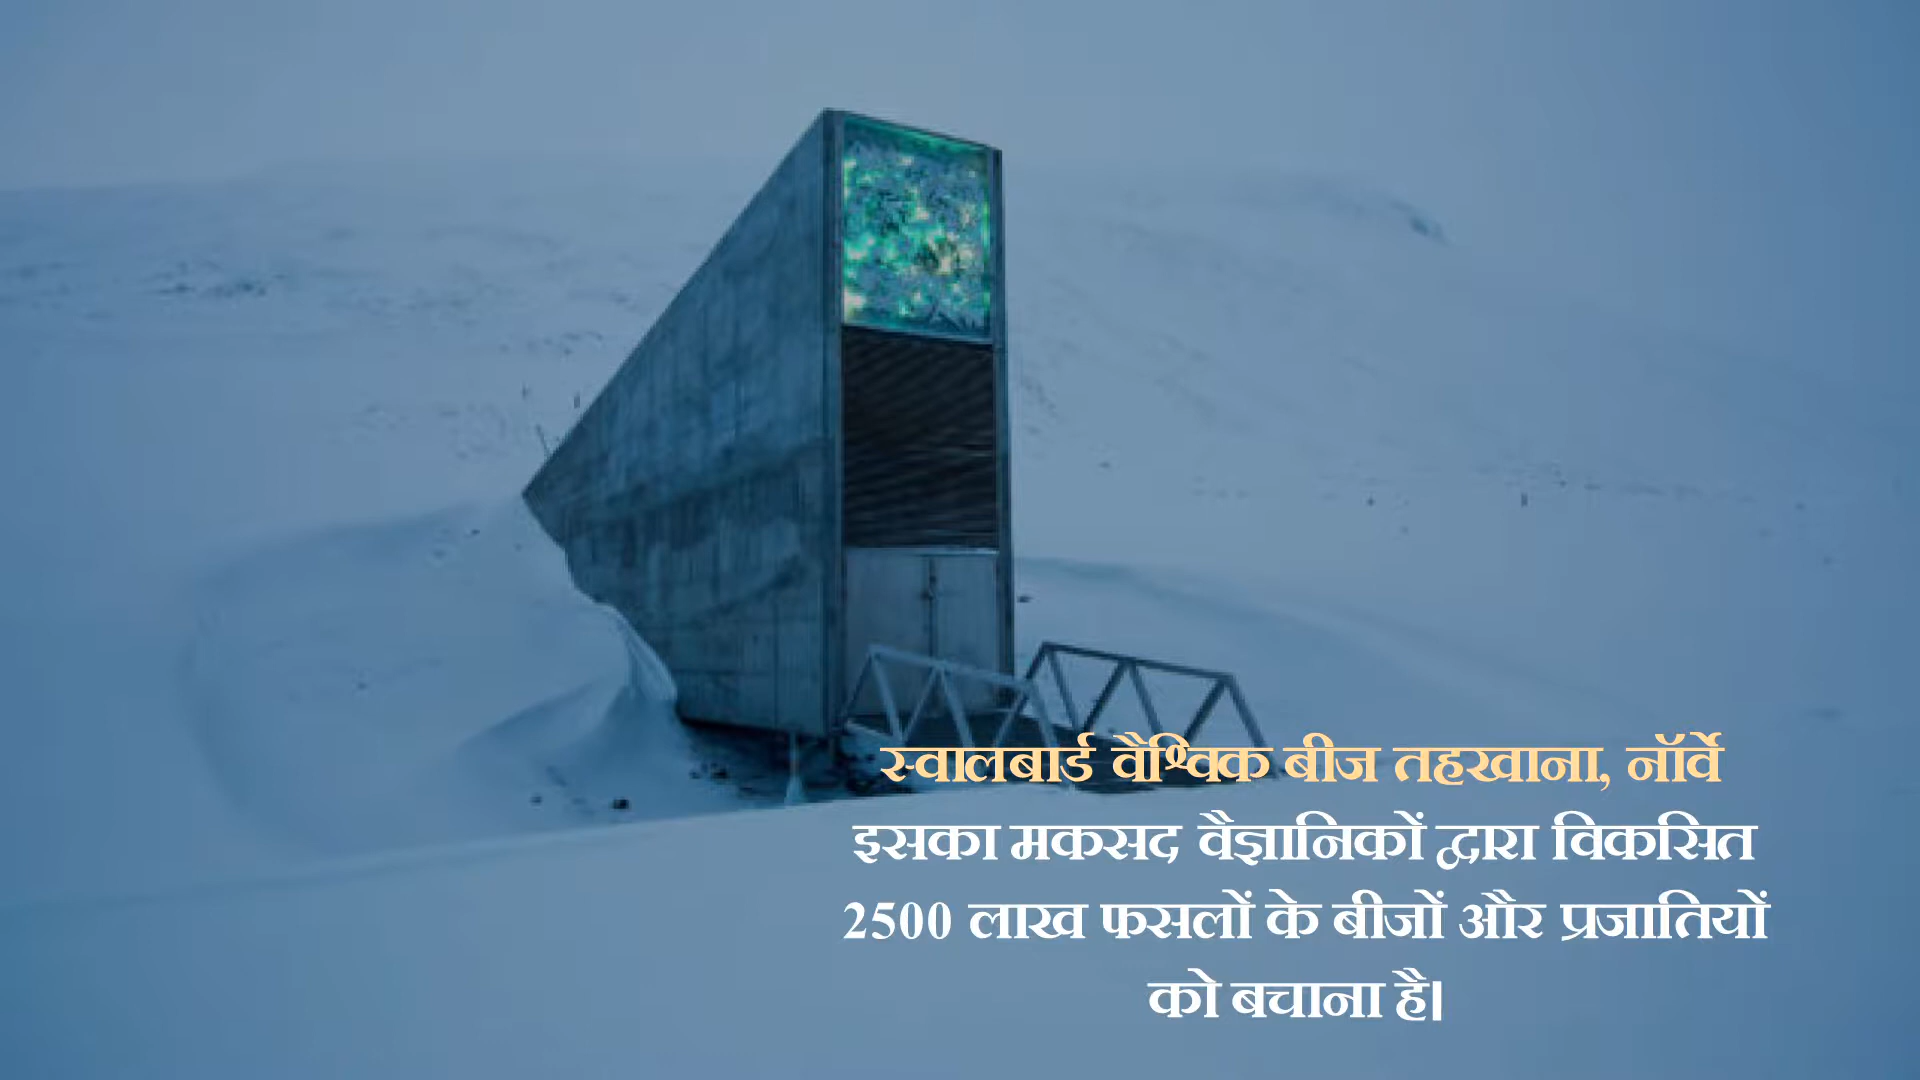 स्वालबार्ड वैश्विक बीज तहखाना, नॉर्वे
इसका मकसद वैज्ञानिकों द्वारा विकसित
2500 लाख फसलों के बीजों और प्रजातियों
को बचाना है।